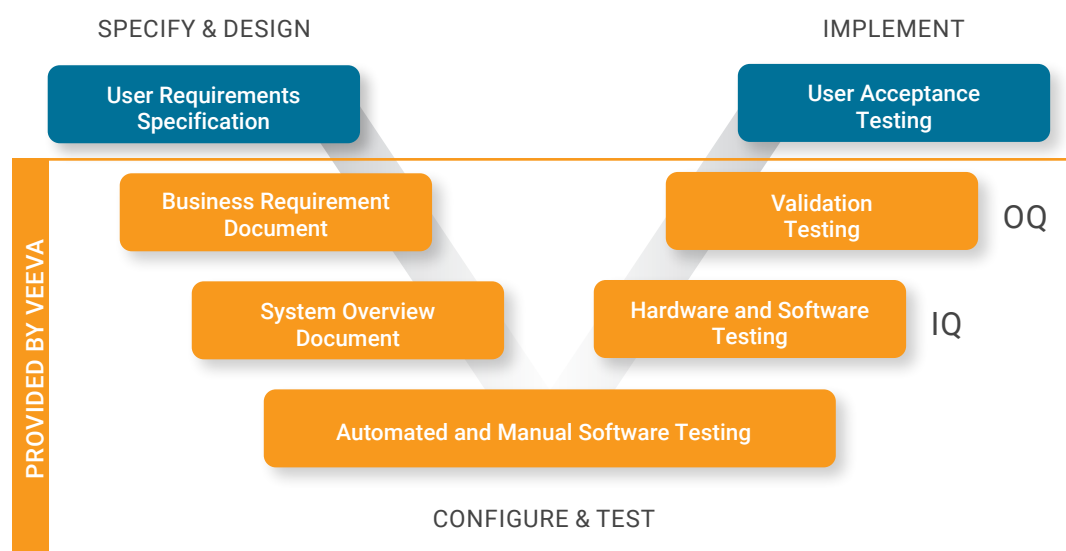 SPECIFY & DESIGN
IMPLEMENT
User Requirements
Specification
User Acceptance
Testing
Business Requirement
Document
Validation
Testing
OQ
System Overview
Document
Hardware and Software
Testing
IQ
Automated and Manual Software Testing
CONFIGURE & TEST
PROVIDED BY VEEVA